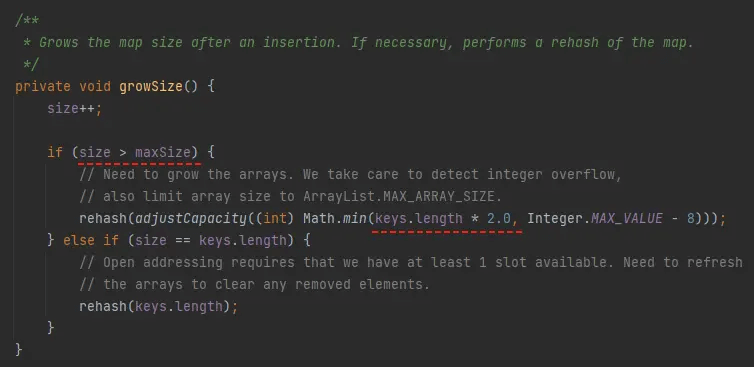 /**
 * Grows the map size after an insertion. If necessary, performs a rehash of the map.
 */
private void growSize() {
    size++;

    if (size > maxSize) {
        // Need to grow the arrays. We take care to detect integer overflow,
        // also limit array size to ArrayList.MAX_ARRAY_SIZE.
        rehash(adjustCapacity((int) Math.min(keys.length * 2.0, Integer.MAX_VALUE - 8)));
    } else if (size == keys.length) {
        // Open addressing requires that we have at least 1 slot available. Need to refresh
        // the arrays to clear any removed elements.
        rehash(keys.length);
    }
}